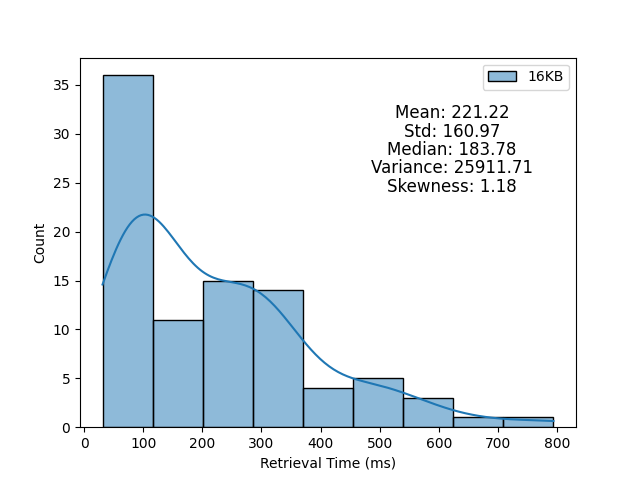 16KB
Mean: 221.22
Std: 160.97
Median: 183.78
Variance: 25911.71
Skewness: 1.18
Count
35
30
25
20
15
10
5
0
0 100 200 300 400 500 600 700 800
Retrieval Time (ms)